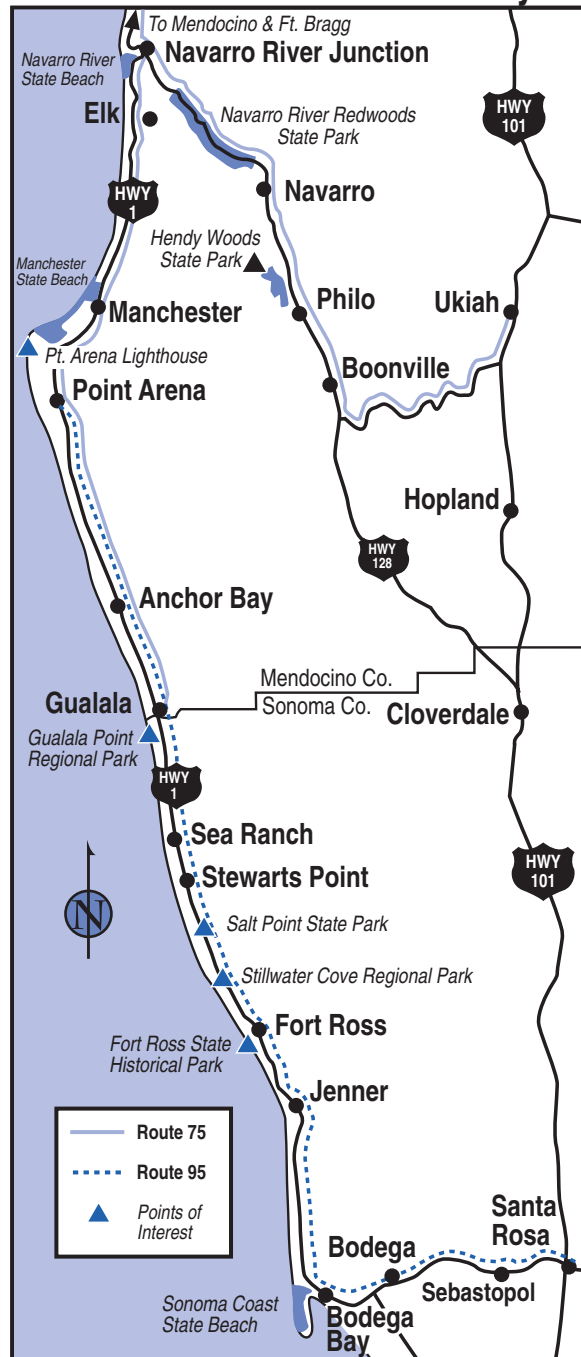 To Mendocino & Ft. Bragg
Navarro River Junction
Navarro River
State Beach
HWY
101
Elk
Navarro River Redwoods
State Park
HWY
1
Navarro
Hendy Woods
State Park
Manchester
State Beach
Manchester
Philo
Ukiah
Pt. Arena Lighthouse
Boonville
Point Arena
Hopland
HWY
128
Anchor Bay
Mendocino Co.
Sonoma Co.
Gualala
Cloverdale
Gualala Point
Regional Park
HWY
1
Sea Ranch
HWY
101
Stewarts Point
N
Salt Point State Park
Stillwater Cove Regional Park
Fort Ross
Fort Ross State
Historical Park
Jenner
Route 75
Route 95
Points of
Interest
Santa
Rosa
Bodega
Sebastopol
Sonoma Coast
State Beach
Bodega
Bay